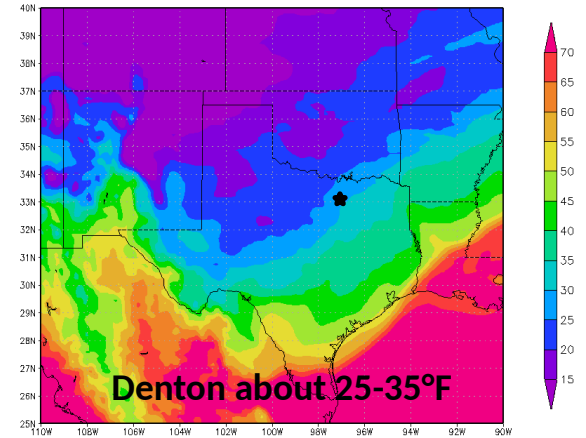 40N
39N
38N
37N
36N
35N
34N
33N
32N
31N
30N
29N
28N
27N
26N
25N
110W 108W 106W 104W 102W 100W 98W 96W 94W 92W 90W
70
65
60
55
50
45
40
35
30
25
20
15
Denton about 25-35°F